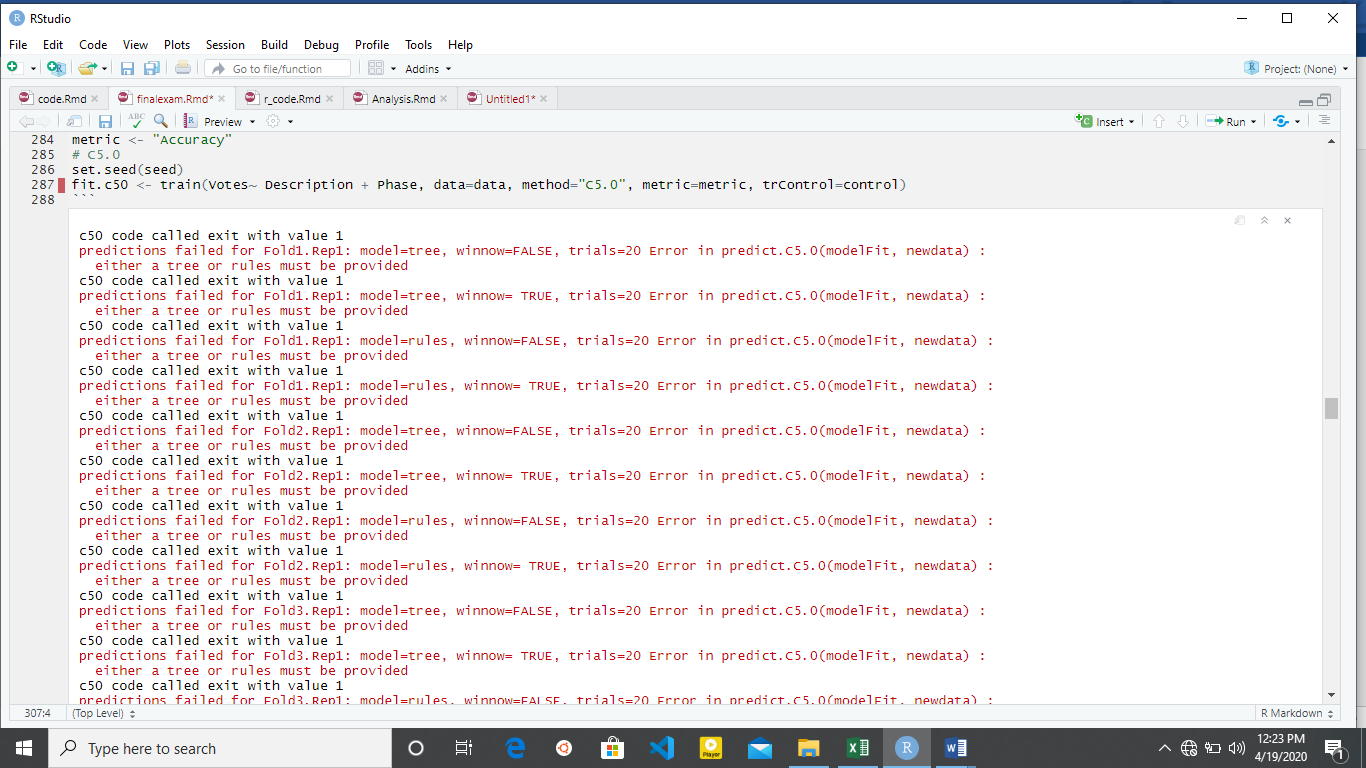 RStudio
File Edit Code View Plots Session Build Debug Profile Tools Help
Go to file/function Addins Project: (None)
code.Rmd finalexam.Rmd* r_code.Rmd Analysis.Rmd Untitled1*
ABC Preview Insert Run
284 metric <- "Accuracy"
285 # C5.0
286 set.seed(seed)
287 fit.c50 <- train(Votes~ Description + Phase, data=data, method="C5.0", metric=metric, trControl=control)
288 ```
c50 code called exit with value 1
predictions failed for Fold1.Rep1: model=tree, winnow=FALSE, trials=20 Error in predict.C5.0(modelFit, newdata) :
either a tree or rules must be provided
c50 code called exit with value 1
predictions failed for Fold1.Rep1: model=tree, winnow= TRUE, trials=20 Error in predict.C5.0(modelFit, newdata) :
either a tree or rules must be provided
c50 code called exit with value 1
predictions failed for Fold1.Rep1: model=rules, winnow=FALSE, trials=20 Error in predict.C5.0(modelFit, newdata) :
either a tree or rules must be provided
c50 code called exit with value 1
predictions failed for Fold1.Rep1: model=rules, winnow= TRUE, trials=20 Error in predict.C5.0(modelFit, newdata) :
either a tree or rules must be provided
c50 code called exit with value 1
predictions failed for Fold2.Rep1: model=tree, winnow=FALSE, trials=20 Error in predict.C5.0(modelFit, newdata) :
either a tree or rules must be provided
c50 code called exit with value 1
predictions failed for Fold2.Rep1: model=tree, winnow= TRUE, trials=20 Error in predict.C5.0(modelFit, newdata) :
either a tree or rules must be provided
c50 code called exit with value 1
predictions failed for Fold2.Rep1: model=rules, winnow=FALSE, trials=20 Error in predict.C5.0(modelFit, newdata) :
either a tree or rules must be provided
c50 code called exit with value 1
predictions failed for Fold2.Rep1: model=rules, winnow= TRUE, trials=20 Error in predict.C5.0(modelFit, newdata) :
either a tree or rules must be provided
c50 code called exit with value 1
predictions failed for Fold3.Rep1: model=tree, winnow=FALSE, trials=20 Error in predict.C5.0(modelFit, newdata) :
either a tree or rules must be provided
c50 code called exit with value 1
predictions failed for Fold3.Rep1: model=tree, winnow= TRUE, trials=20 Error in predict.C5.0(modelFit, newdata) :
either a tree or rules must be provided
c50 code called exit with value 1
predictions failed for Fold3.Rep1: model=rules, winnow=FALSE, trials=20 Error in predict.C5.0(modelFit, newdata) :
307:4 (Top Level) R Markdown
Type here to search
Player
12:23 PM
4/19/2020
1